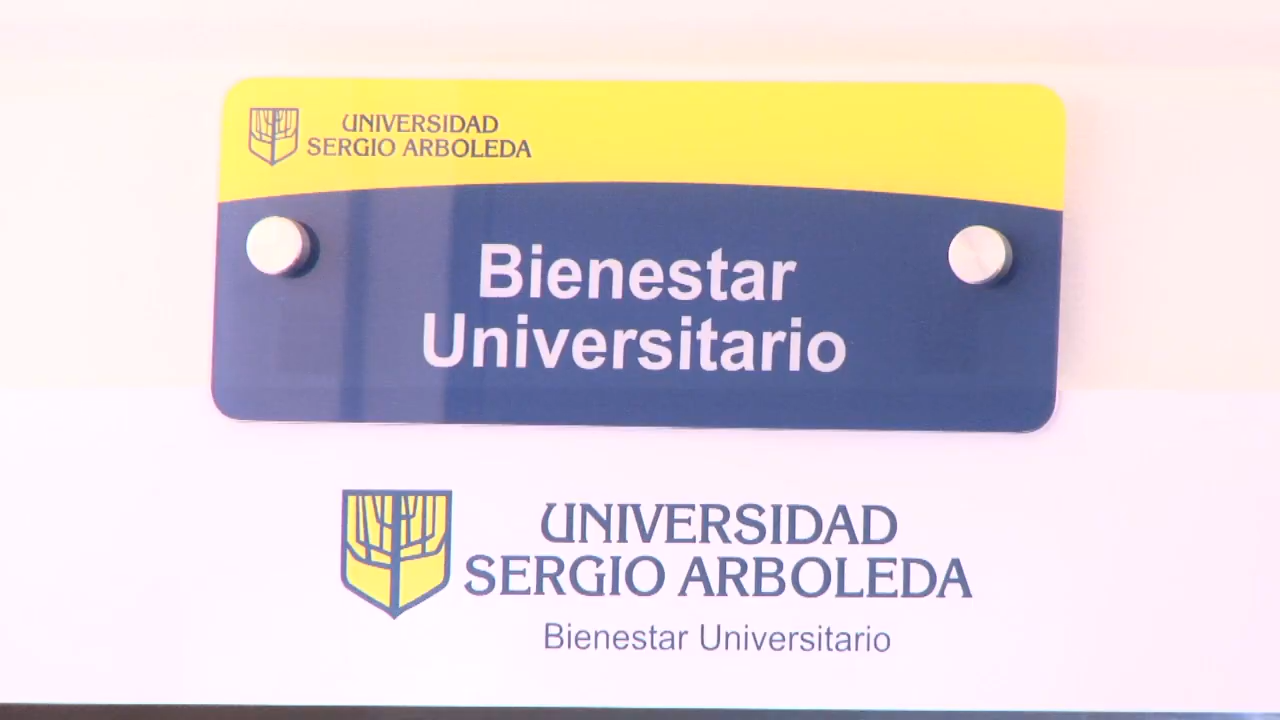 UNIVERSIDAD
SERGIO ARBOLEDA
Bienestar
Universitario
UNIVERSIDAD
SERGIO ARBOLEDA
Bienestar Universitario